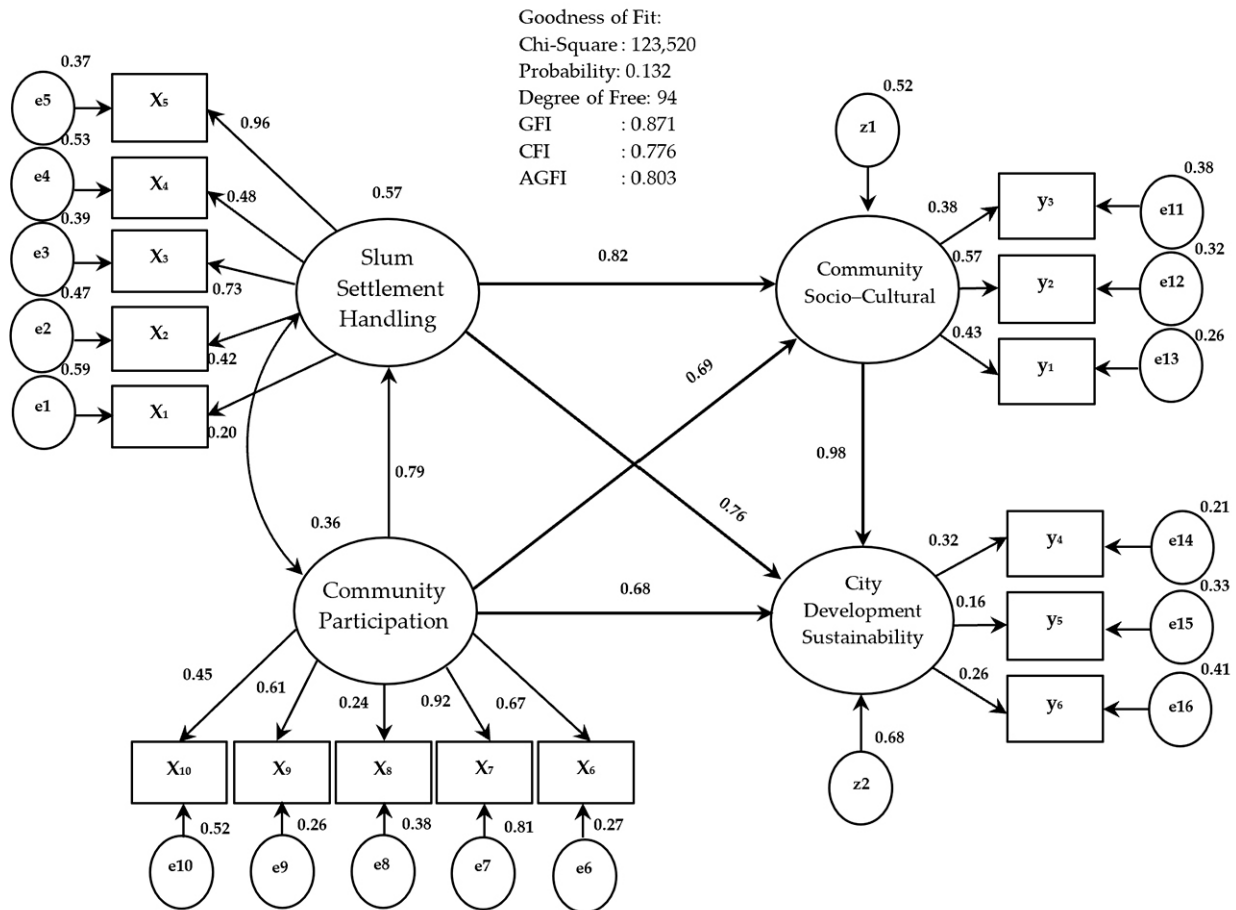 Goodness of Fit:
Chi-Square : 123,520
Probability: 0.132
Degree of Free: 94
GFI : 0.871
CFI : 0.776
AGFI : 0.803
0.37
e5
X5
0.96
0.53
e4
X4
0.48
0.39
e3
X3
0.73
0.47
e2
X2
0.42
0.59
e1
X1
0.20
0.57
Slum
Settlement
Handling
0.82
0.52
z1
Community
Socio–Cultural
0.38
y3
0.38
e11
0.57
y2
0.32
e12
0.43
y1
0.26
e13
0.69
0.79
0.98
0.76
0.36
Community
Participation
0.68
City
Development
Sustainability
0.32
y4
0.21
e14
0.16
y5
0.33
e15
0.26
y6
0.41
e16
0.68
z2
0.45
0.61
0.24
0.92
0.67
X10
X9
X8
X7
X6
0.52
0.26
0.38
0.81
0.27
e10
e9
e8
e7
e6